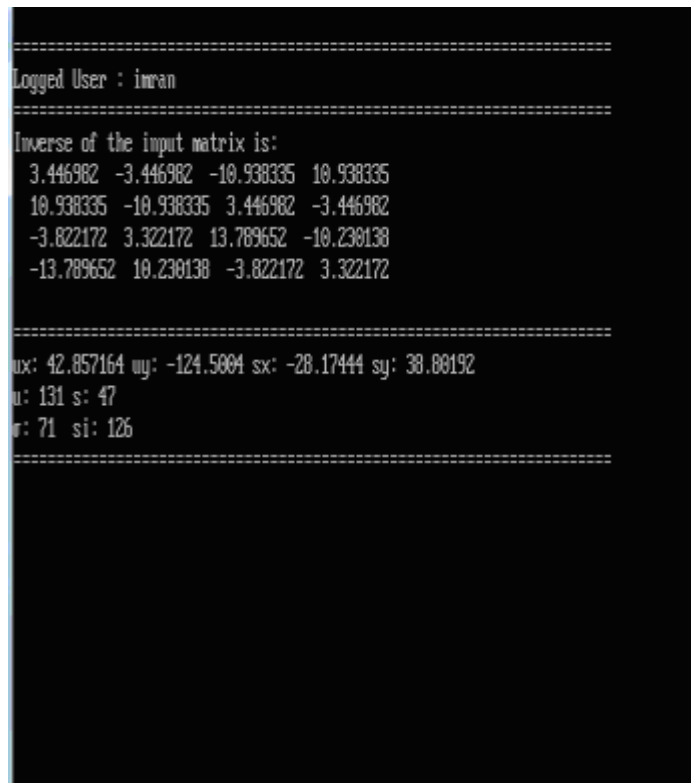 ==================================================================
Logged User : imran
==================================================================
Inverse of the input matrix is:
3.446982 -3.446982 -10.938335 10.938335
10.938335 -10.938335 3.446982 -3.446982
-3.822172 3.322172 13.789652 -10.230138
-13.789652 10.230138 -3.822172 3.322172
==================================================================
ux: 42.857164 uy: -124.5004 sx: -28.17444 sy: 38.80192
u: 131 s: 47
r: 71 si: 126
==================================================================